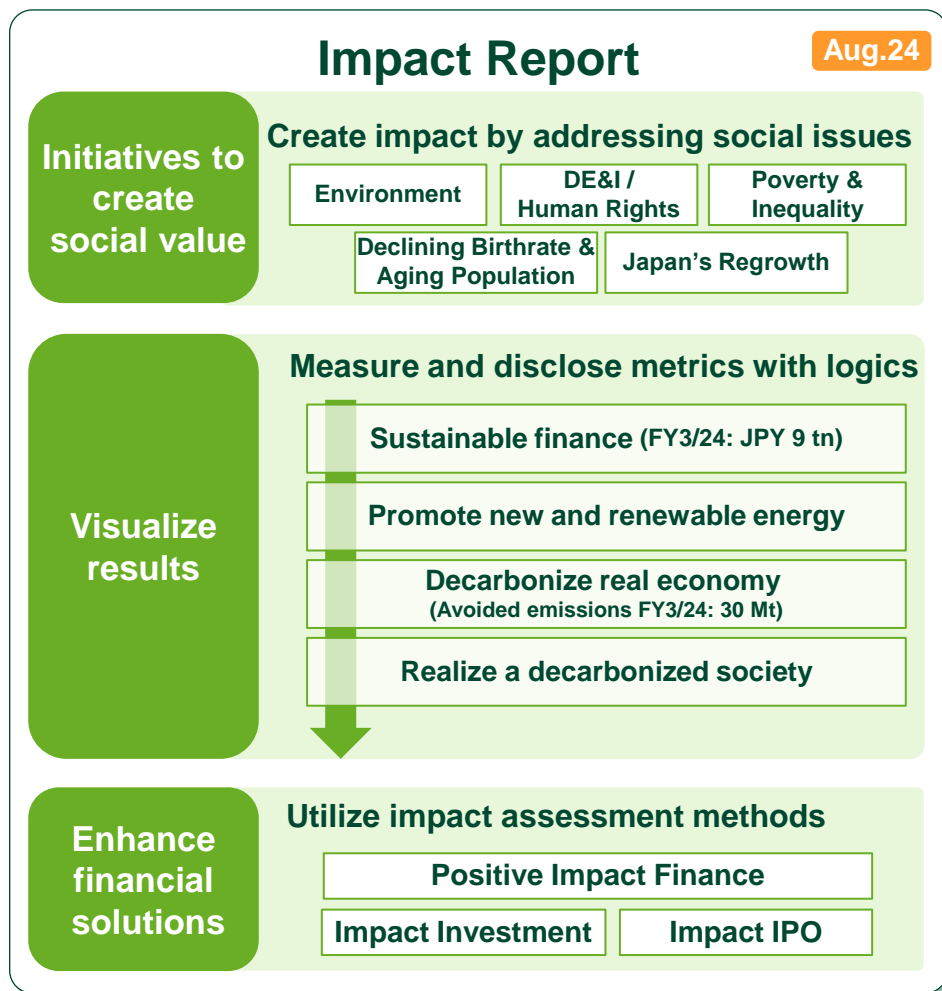 Impact Report
Aug.24
Initiatives to
create
social value
Create impact by addressing social issues
Environment
DE&I /
Human Rights
Poverty &
Inequality
Declining Birthrate &
Aging Population
Japan's Regrowth
Visualize
results
Measure and disclose metrics with logics
Sustainable finance (FY3/24: JPY 9 tn)
Promote new and renewable energy
Decarbonize real economy
(Avoided emissions FY3/24: 30 Mt)
Realize a decarbonized society
Enhance
financial
solutions
Utilize impact assessment methods
Positive Impact Finance
Impact Investment
Impact IPO